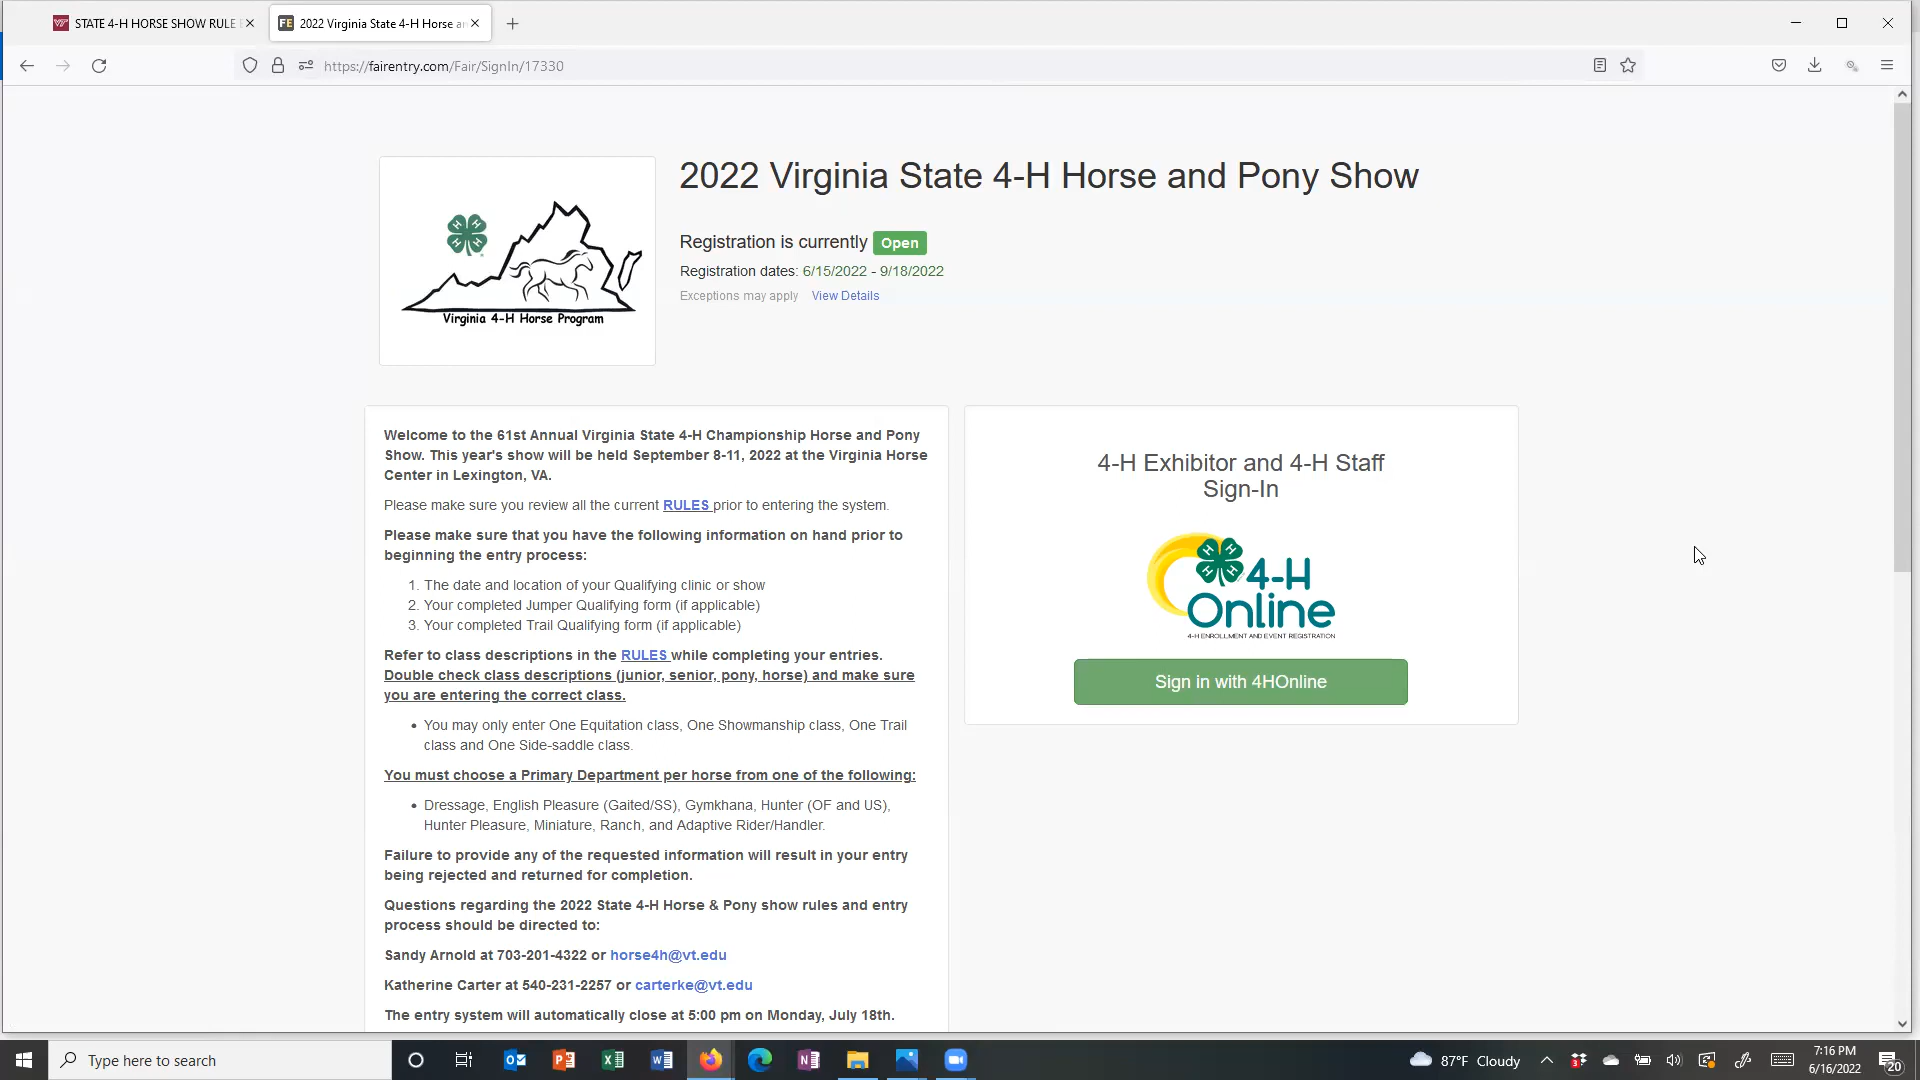 STATE 4-H HORSE SHOW RULE
2022 Virginia State 4-H Horse an
https://fairentry.com/Fair/SignIn/17330
2022 Virginia State 4-H Horse and Pony Show
Registration is currently Open
Registration dates: 6/15/2022 - 9/18/2022
Exceptions may apply View Details
Virginia 4-H Horse Program
Welcome to the 61st Annual Virginia State 4-H Championship Horse and Pony
Show. This year's show will be held September 8-11, 2022 at the Virginia Horse
Center in Lexington, VA.
Please make sure you review all the current RULES prior to entering the system.
Please make sure that you have the following information on hand prior to
beginning the entry process:
1. The date and location of your Qualifying clinic or show
2. Your completed Jumper Qualifying form (if applicable)
3. Your completed Trail Qualifying form (if applicable)
Refer to class descriptions in the RULES while completing your entries.
Double check class descriptions (junior, senior, pony, horse) and make sure
you are entering the correct class.
• You may only enter One Equitation class, One Showmanship class, One Trail
class and One Side-saddle class.
You must choose a Primary Department per horse from one of the following:
• Dressage, English Pleasure (Gaited/SS), Gymkhana, Hunter (OF and US),
Hunter Pleasure, Miniature, Ranch, and Adaptive Rider/Handler.
Failure to provide any of the requested information will result in your entry
being rejected and returned for completion.
Questions regarding the 2022 State 4-H Horse & Pony show rules and entry
process should be directed to:
Sandy Arnold at 703-201-4322 or horse4h@vt.edu
Katherine Carter at 540-231-2257 or carterke@vt.edu
The entry system will automatically close at 5:00 pm on Monday, July 18th.
4-H Exhibitor and 4-H Staff
Sign-In
4-H
Online
4-H ENROLLMENT AND EVENT REGISTRATION
Sign in with 4HOnline
Type here to search
87°F Cloudy
7:16 PM
6/16/2022
20